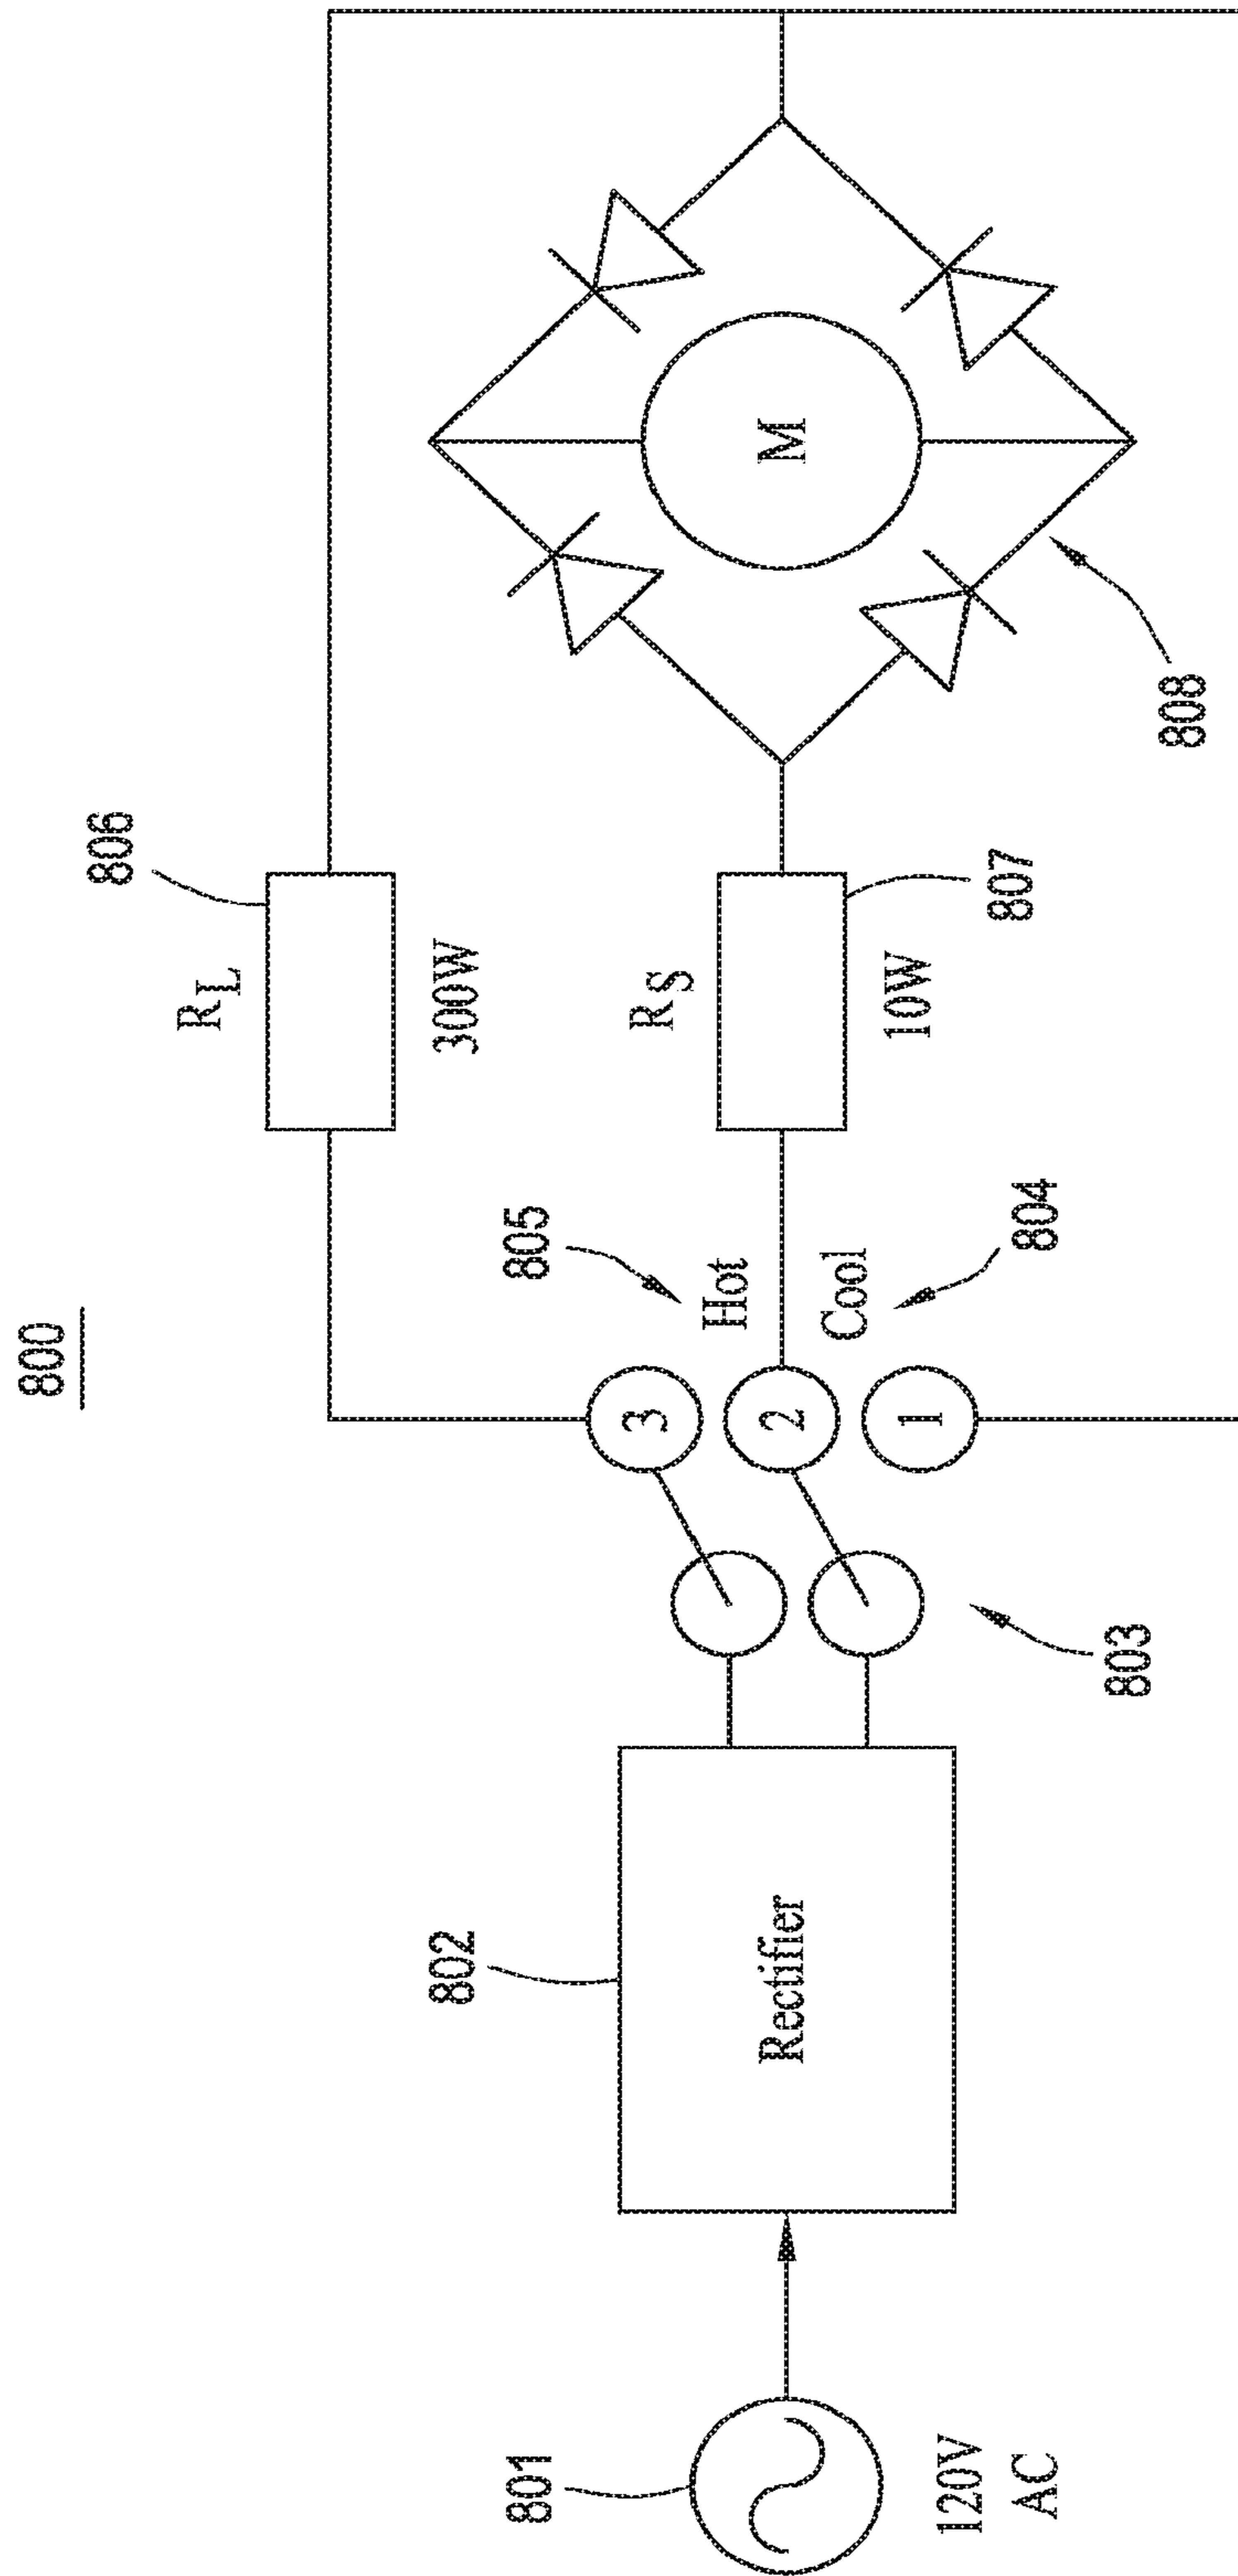 800
801
120V
AC
802
Rectifier
803
3
2
1
805
Hot
Cool
804
806
R_L
300W
R_S
10W
807
M
808